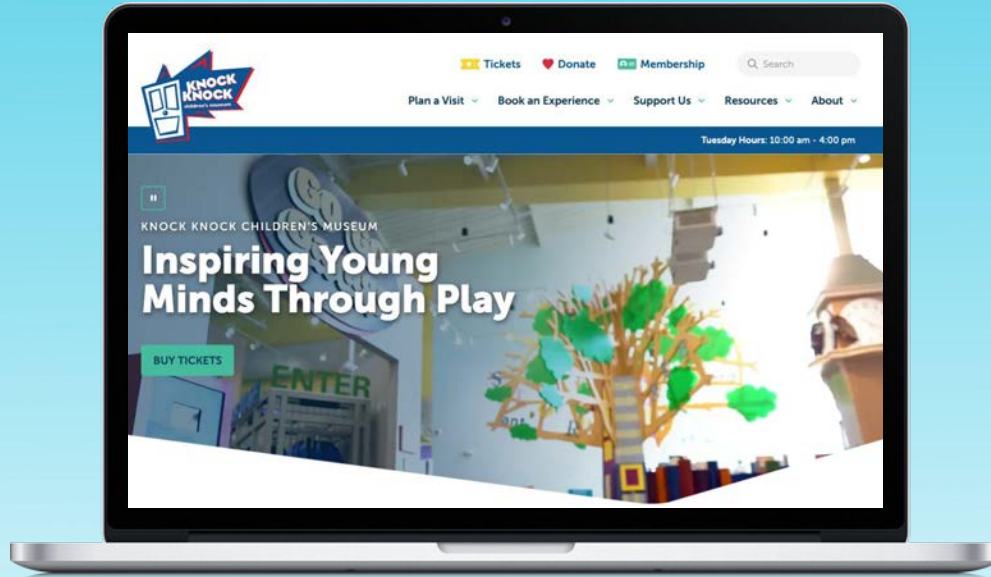 KNOCK
KNOCK
children's museum
Tickets
Donate
Membership
Search
Plan a Visit
Book an Experience
Support Us
Resources
About
Tuesday Hours: 10:00 am - 4:00 pm
GO
KNOCK KNOCK CHILDREN'S MUSEUM
Inspiring Young
Minds Through Play
BUY TICKETS
ENTER